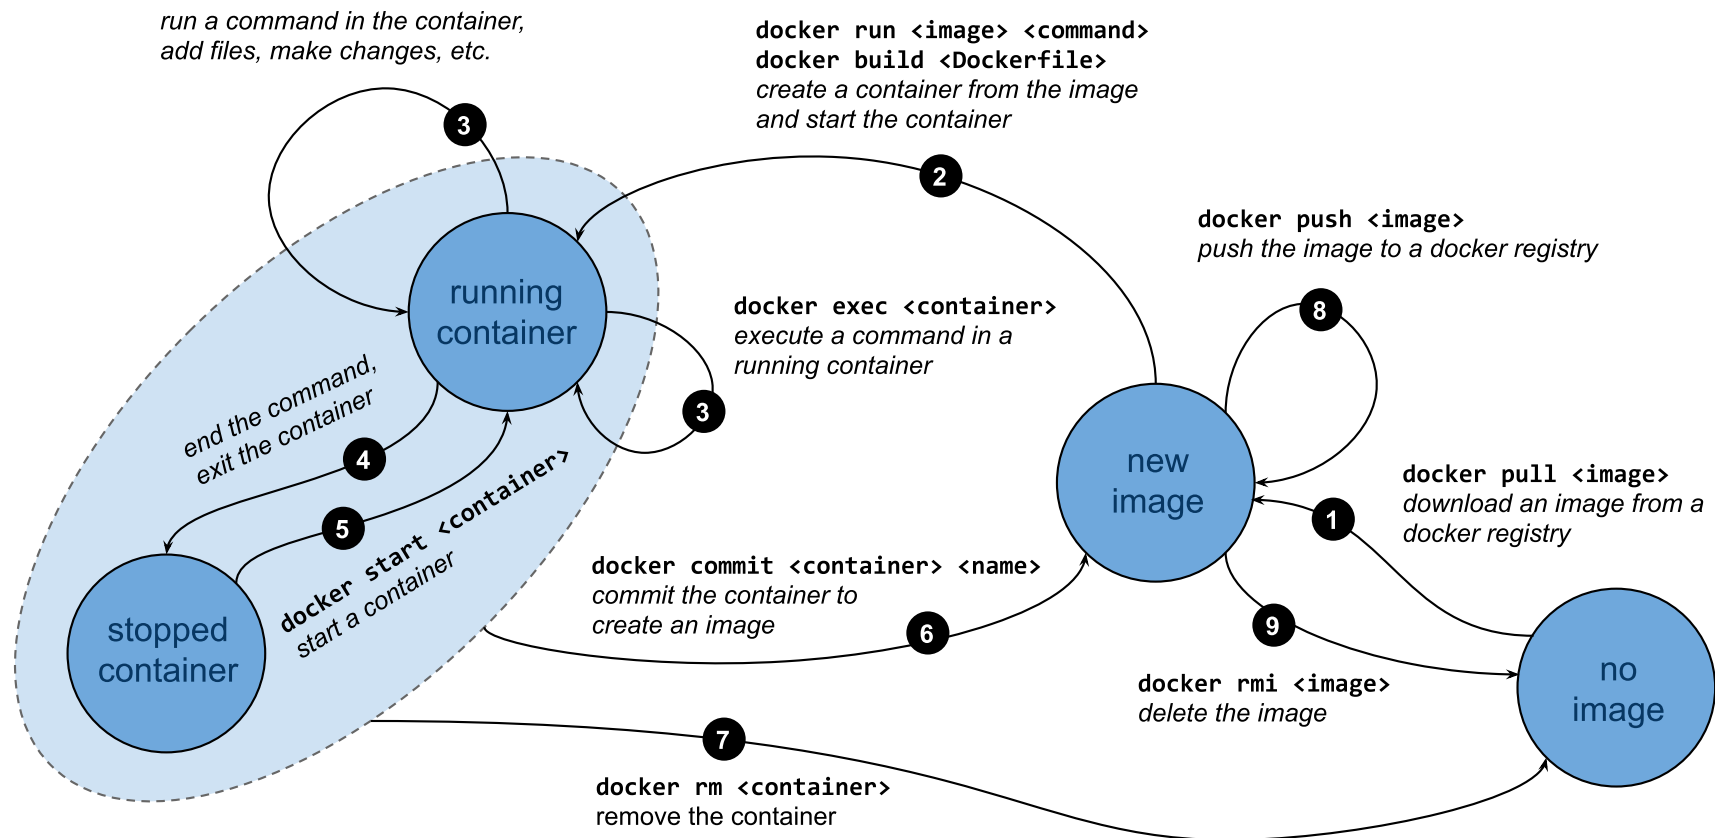 run a command in the container,
add files, make changes, etc.
docker run <image> <command>
docker build <Dockerfile>
create a container from the image
and start the container
3
2
docker push <image>
push the image to a docker registry
8
running
container
docker exec <container>
execute a command in a
running container
3
end the command,
exit the container
4
5
docker start <container>
start a container
new
image
docker pull <image>
download an image from a
docker registry
1
docker commit <container> <name>
commit the container to
create an image
6
9
stopped
container
docker rmi <image>
delete the image
no
image
7
docker rm <container>
remove the container